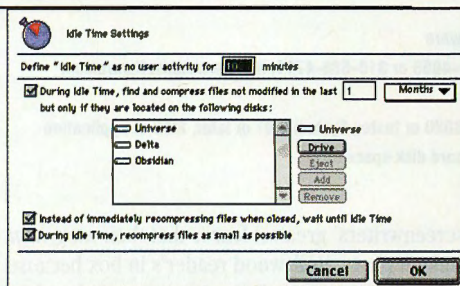 Idle Time Settings
Define "Idle Time" as no user activity for minutes
During Idle Time, find and compress files not modified in the last 1 Months
but only if they are located on the following disks:
Universe
Delta
Obsidian
Universe
Drive
Eject
Add
Remove
Instead of immediately recompressing files when closed, wait until Idle Time
During Idle Time, recompress files as small as possible
Cancel OK